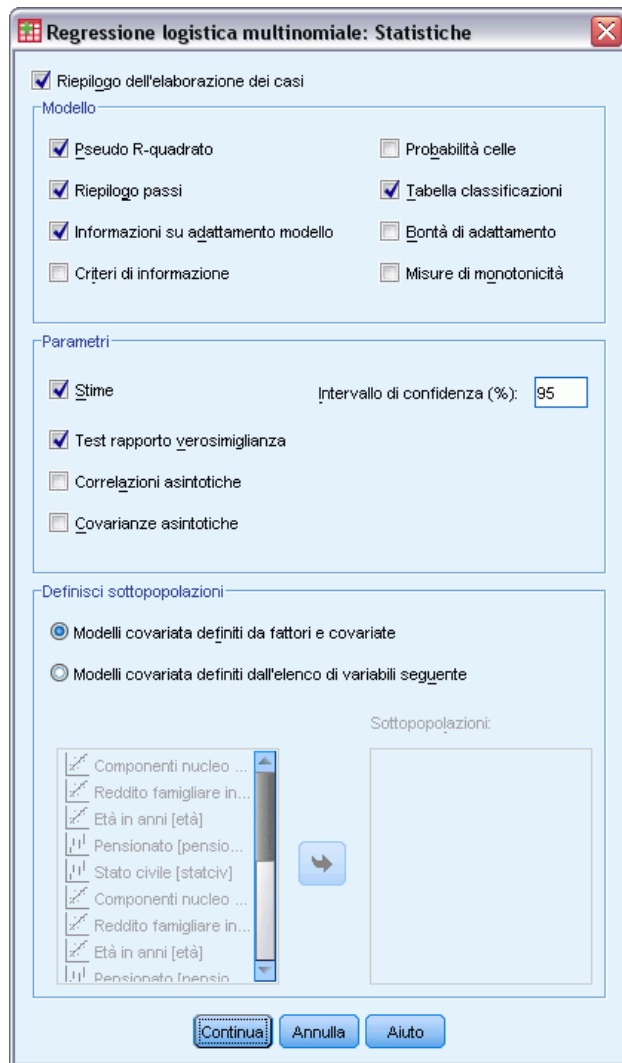 Regressione logistica multinomiale: Statistiche
Riepilogo dell'elaborazione dei casi
Modello
Pseudo R-quadrato
Probabilità celle
Riepilogo passi
Tabella classificazioni
Informazioni su adattamento modello
Bontà di adattamento
Criteri di informazione
Misure di monotonicità
Parametri
Stime
Intervallo di confidenza (%): 95
Test rapporto verosimiglianza
Correlazioni asintotiche
Covarianze asintotiche
Definisci sottopopolazioni
Modelli covariata definiti da fattori e covariate
Modelli covariata definiti dall'elenco di variabili seguente
Sottopopolazioni:
Componenti nucleo ...
Reddito famigliare in...
Età in anni [età]
Pensionato [pensio...
Stato civile [statciv]
Componenti nucleo ...
Reddito famigliare in...
Età in anni [età]
Pensionato [pensio...
Continua Annulla Aiuto